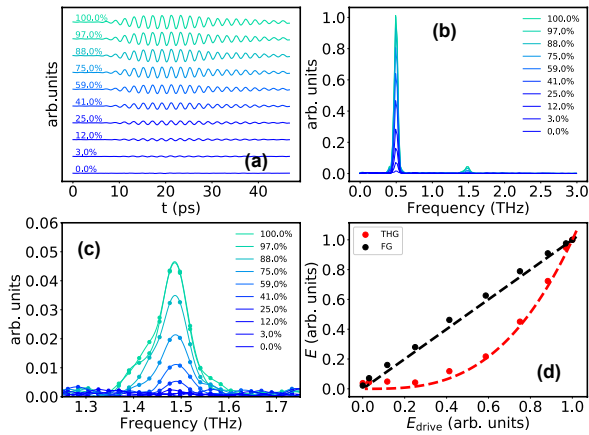 100.0%
97.0%
88.0%
75.0%
59.0%
41.0%
25.0%
12.0%
3.0%
0.0%
(a)
arb.units
0 20 40
t (ps)
1.0
0.8
0.6
0.4
0.2
0.0
arb. units
(b)
100.0%
97.0%
88.0%
75.0%
59.0%
41.0%
25.0%
12.0%
3.0%
0.0%
0.0 0.5 1.0 1.5 2.0 2.5 3.0
Frequency (THz)
0.06
0.05
0.04
0.03
0.02
0.01
0.00
arb. units
(c)
100.0%
97.0%
88.0%
75.0%
59.0%
41.0%
25.0%
12.0%
3.0%
0.0%
1.3 1.4 1.5 1.6 1.7
Frequency (THz)
1.0
0.8
0.6
0.4
0.2
0.0
E (arb. units)
THG
FG
(d)
0.0 0.2 0.4 0.6 0.8 1.0
Edrive (arb. units)